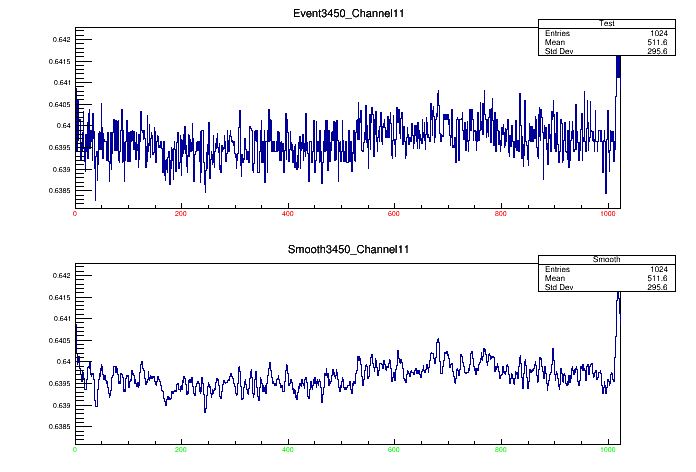 Event3450_Channel11
Test
Entries 1024
Mean 511.6
Std Dev 295.6
0.642
0.6415
0.641
0.6405
0.64
0.6395
0.639
0.6385
0 200 400 600 800 1000
Smooth3450_Channel11
Smooth
Entries 1024
Mean 511.6
Std Dev 295.6
0.642
0.6415
0.641
0.6405
0.64
0.6395
0.639
0.6385
0 200 400 600 800 1000